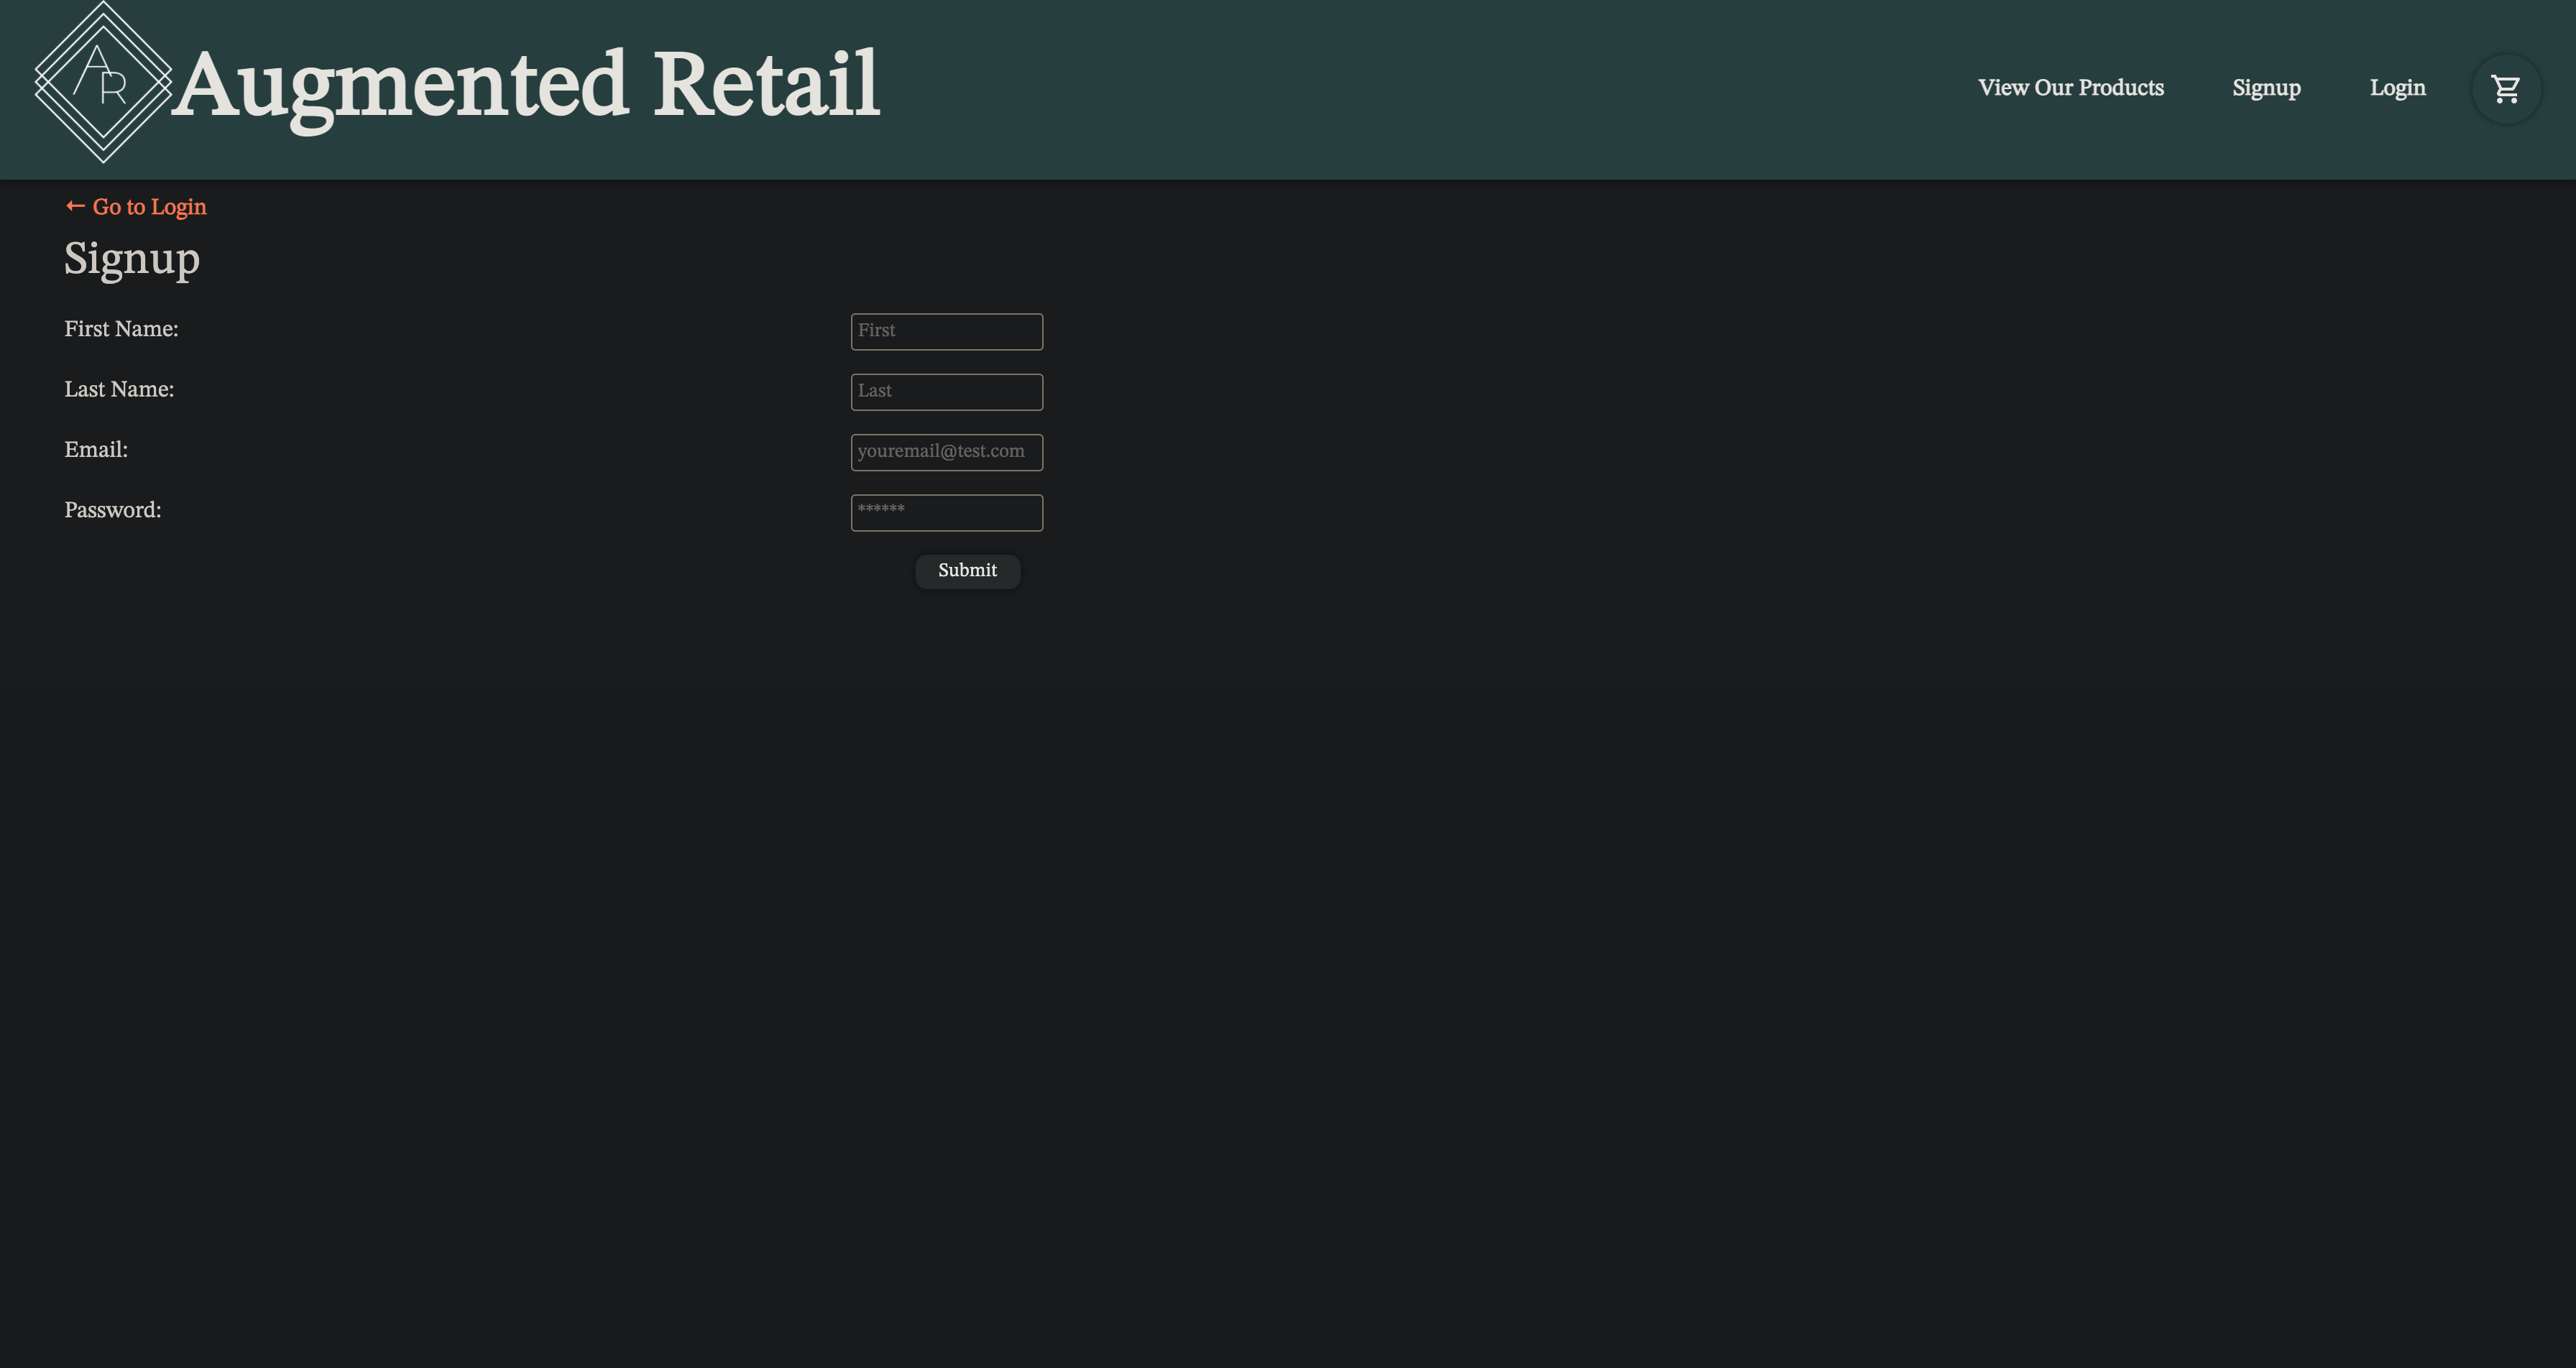 AR
Augmented Retail
View Our Products
Signup
Login
← Go to Login
Signup
First Name:
First
Last Name:
Last
Email:
youremail@test.com
Password:
******
Submit